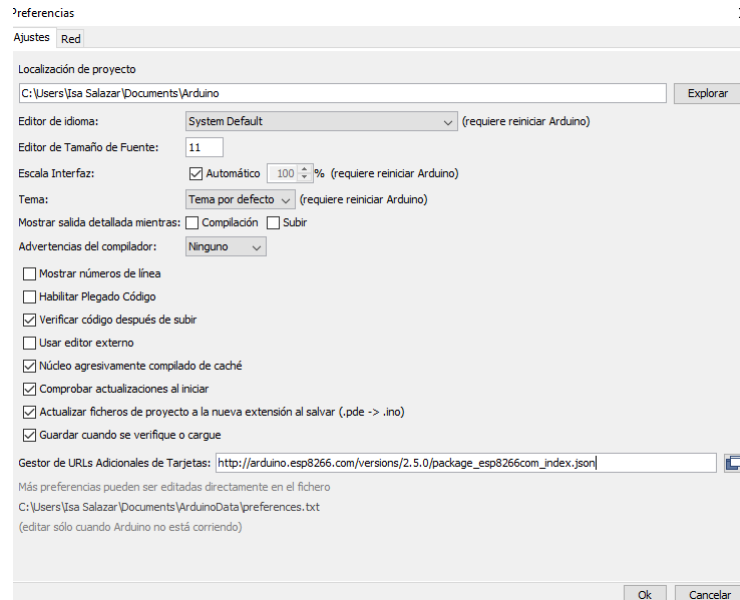 Preferencias
Ajustes Red
Localización de proyecto
C:\Users\Isa Salazar\Documents\Arduino Explorar
Editor de idioma: System Default (requiere reiniciar Arduino)
Editor de Tamaño de Fuente: 11
Escala Interfaz: Automático 100 % (requiere reiniciar Arduino)
Tema: Tema por defecto (requiere reiniciar Arduino)
Mostrar salida detallada mientras: Compilación Subir
Advertencias del compilador: Ninguno
Mostrar números de línea
Habilitar Plegado Código
Verificar código después de subir
Usar editor externo
Núcleo agresivamente compilado de caché
Comprobar actualizaciones al iniciar
Actualizar ficheros de proyecto a la nueva extensión al salvar (.pde -> .ino)
Guardar cuando se verifique o cargue
Gestor de URLs Adicionales de Tarjetas: http://arduino.esp8266.com/versions/2.5.0/package_esp8266com_index.json
Más preferencias pueden ser editadas directamente en el fichero
C:\Users\Isa Salazar\Documents\ArduinoData\preferences.txt
(editar sólo cuando Arduino no está corriendo)
Ok Cancelar